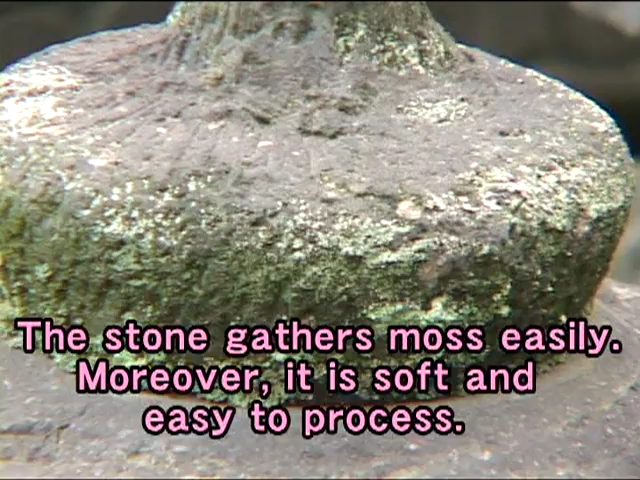 The stone gathers moss easily.
Moreover, it is soft and
easy to process.